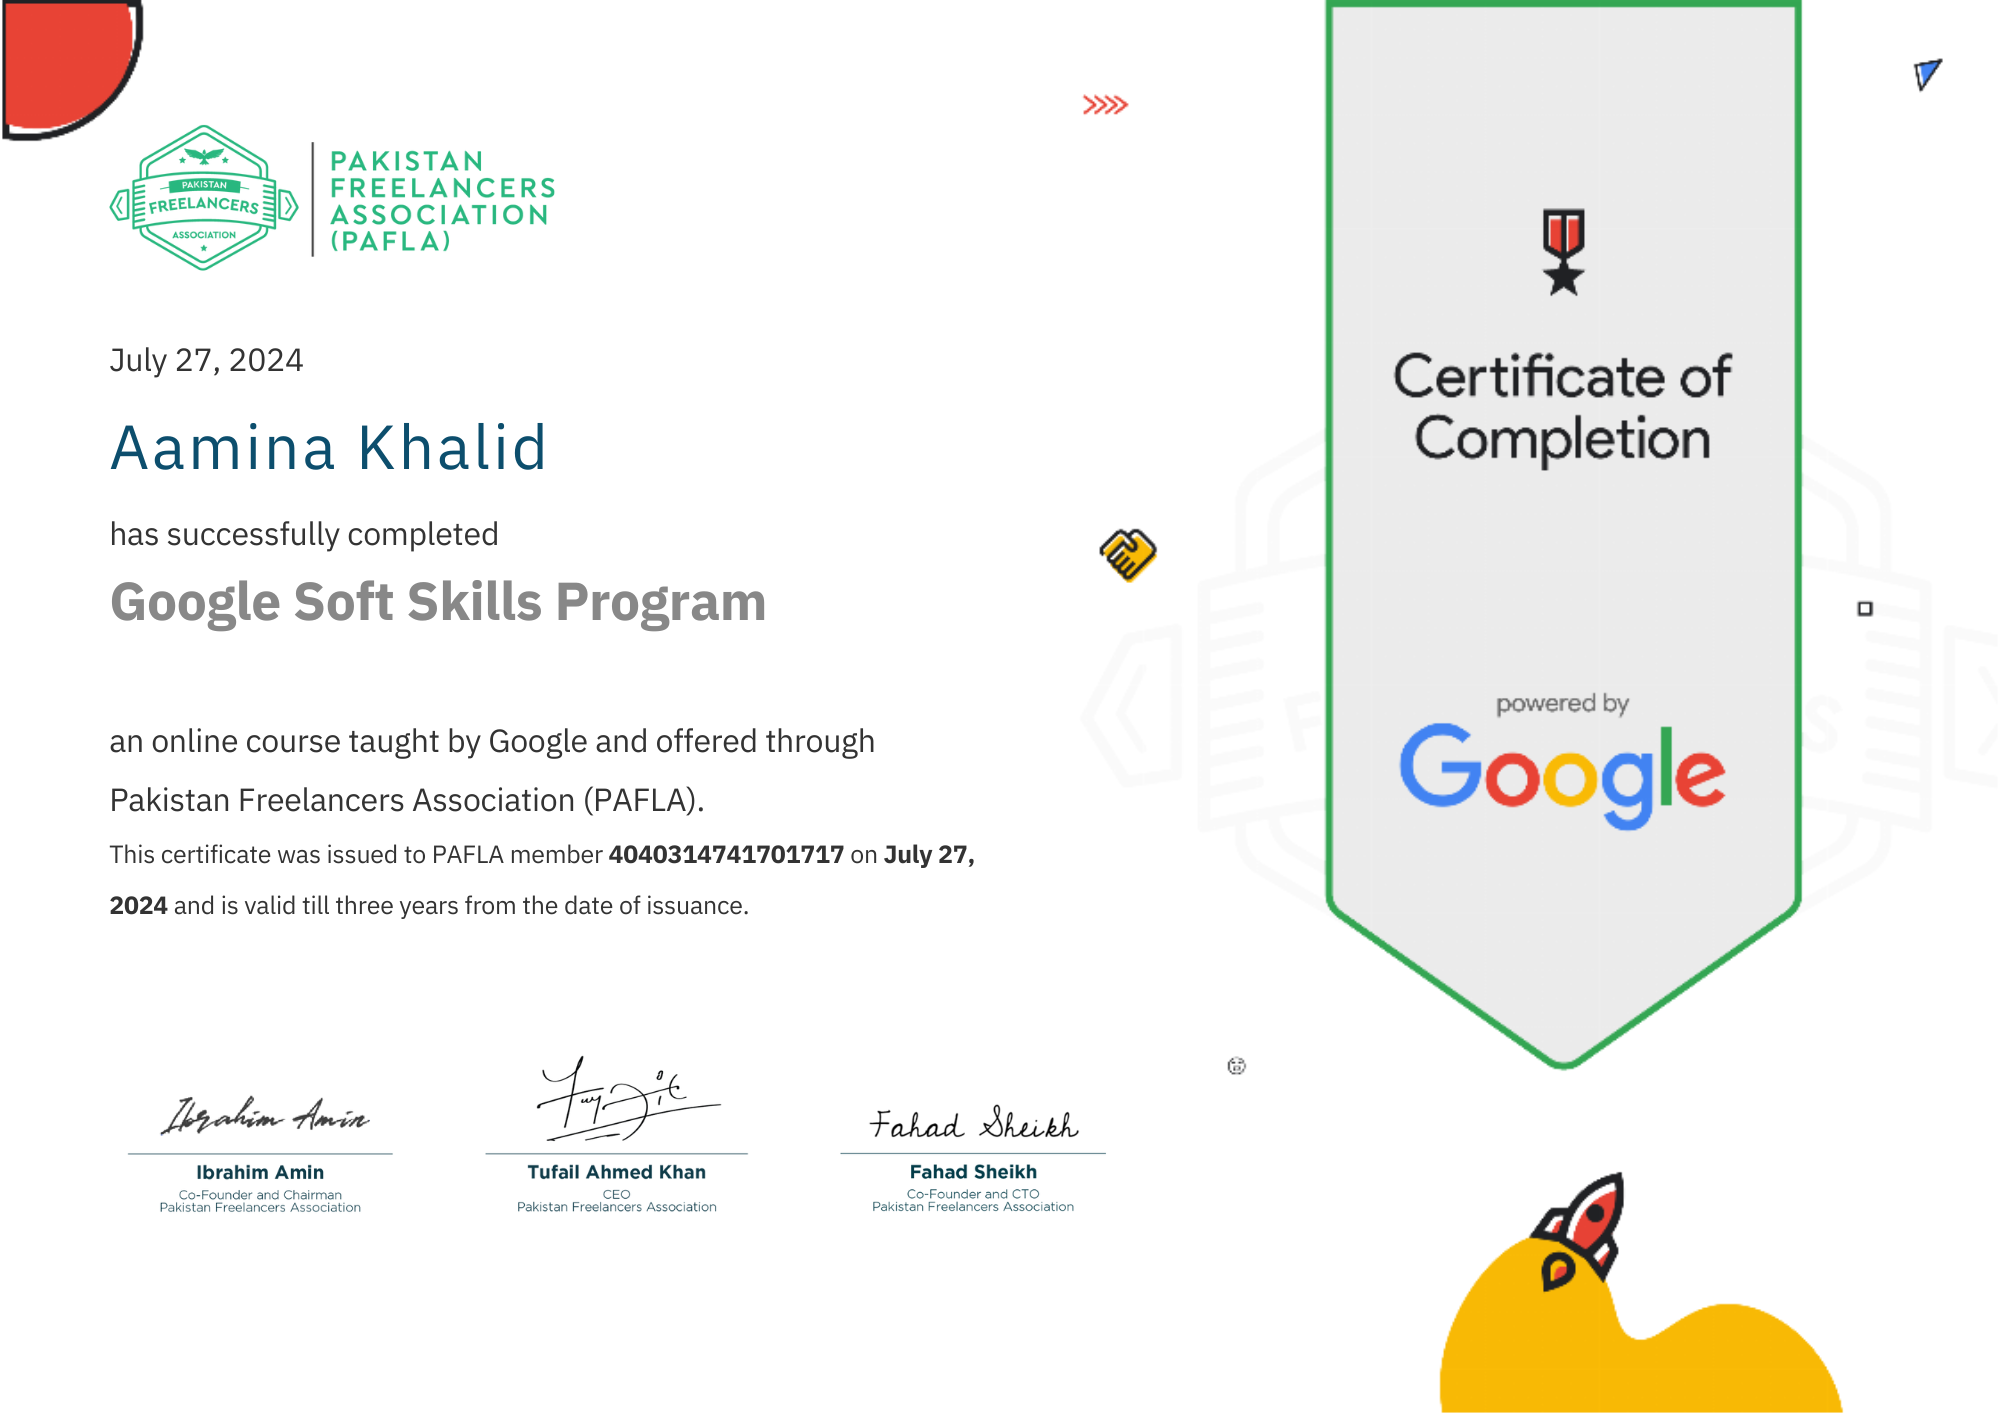 PAKISTAN
FREELANCERS
ASSOCIATION
PAKISTAN
FREELANCERS
ASSOCIATION
(PAFLA)
July 27, 2024
Aamina Khalid
has successfully completed
Google Soft Skills Program
an online course taught by Google and offered through
Pakistan Freelancers Association (PAFLA).
This certificate was issued to PAFLA member 4040314741701717 on July 27,
2024 and is valid till three years from the date of issuance.
Ibrahim Amin
Ibrahim Amin
Co-Founder and Chairman
Pakistan Freelancers Association
Tufail Ahmed Khan
CEO
Pakistan Freelancers Association
Fahad Sheikh
Fahad Sheikh
Co-Founder and CTO
Pakistan Freelancers Association
Certificate of
Completion
powered by
Google